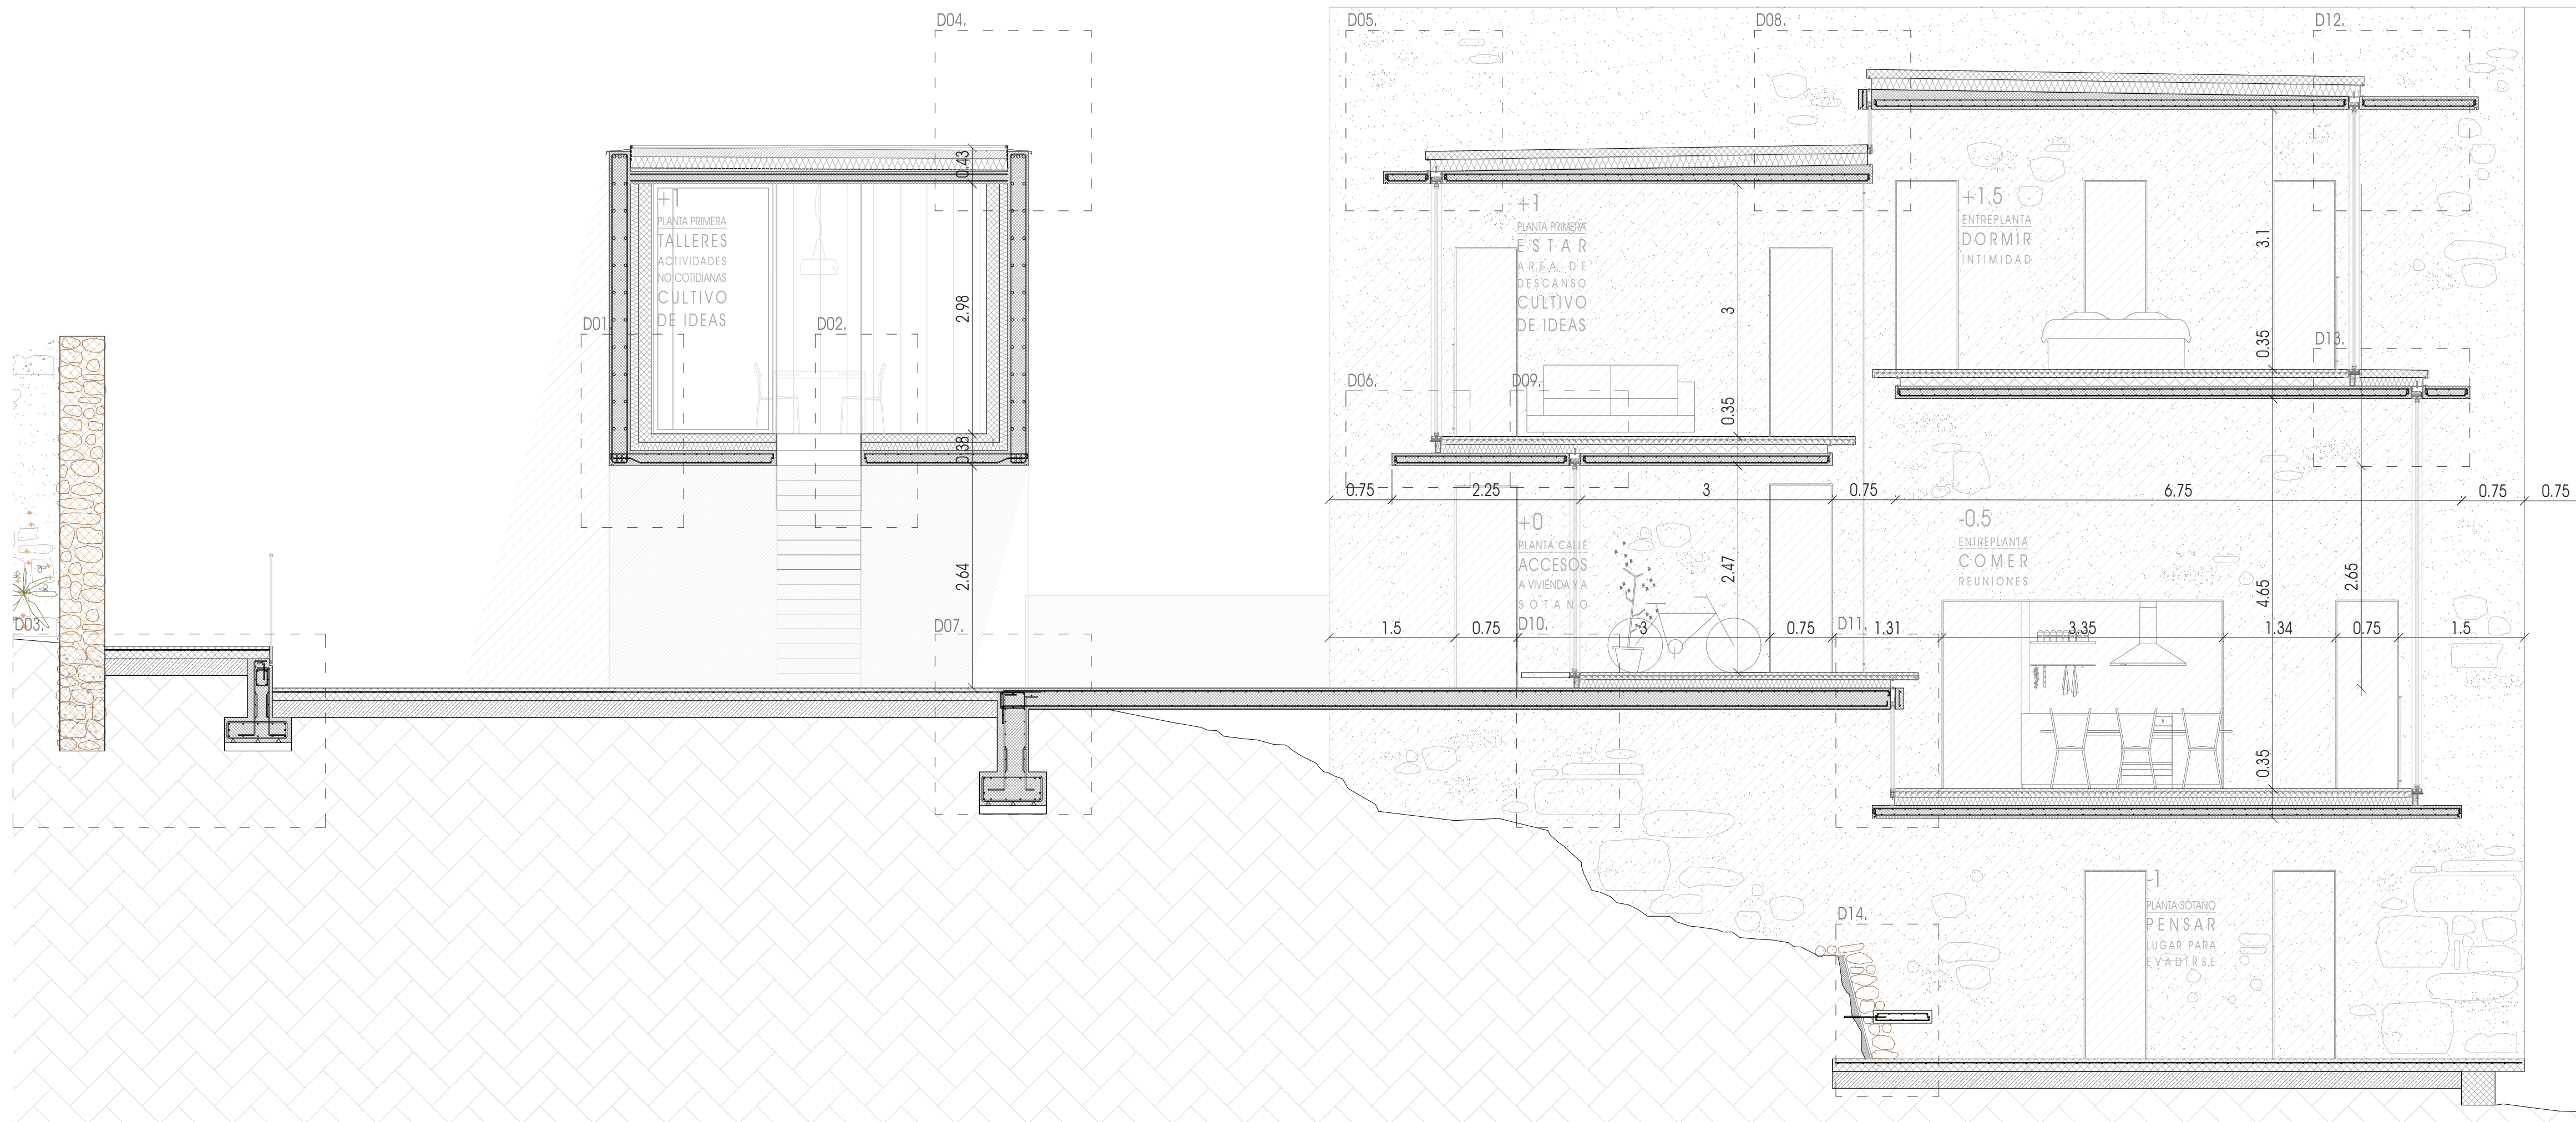 D04.
D05.
D08.
D12.
0.43
+1
PLANTA PRIMERA
TALLERES
ACTIVIDADES
NO COTIDIANAS
CULTIVO
DE IDEAS
2.98
D01.
D02.
0.38
2.64
+1
PLANTA PRIMERA
ESTAR
AREA DE
DESCANSO
CULTIVO
DE IDEAS
3
0.35
+1.5
ENTREPLANTA
DORMIR
INTIMIDAD
3.1
0.35
D13.
D06.
D09.
0.75
2.25
3
0.75
6.75
0.75
0.75
+0
PLANTA CALLE
ACCESOS
A VIVIENDA Y A
SÓTANO
2.47
-0.5
ENTREPLANTA
COMER
REUNIONES
4.65
2.65
D03.
D07.
D10.
D11.
1.5
0.75
3
0.75
1.31
3.35
1.34
0.75
1.5
0.35
-1
PLANTA SÓTAÑO
PENSAR
LUGAR PARA
EVADIRSE
D14.